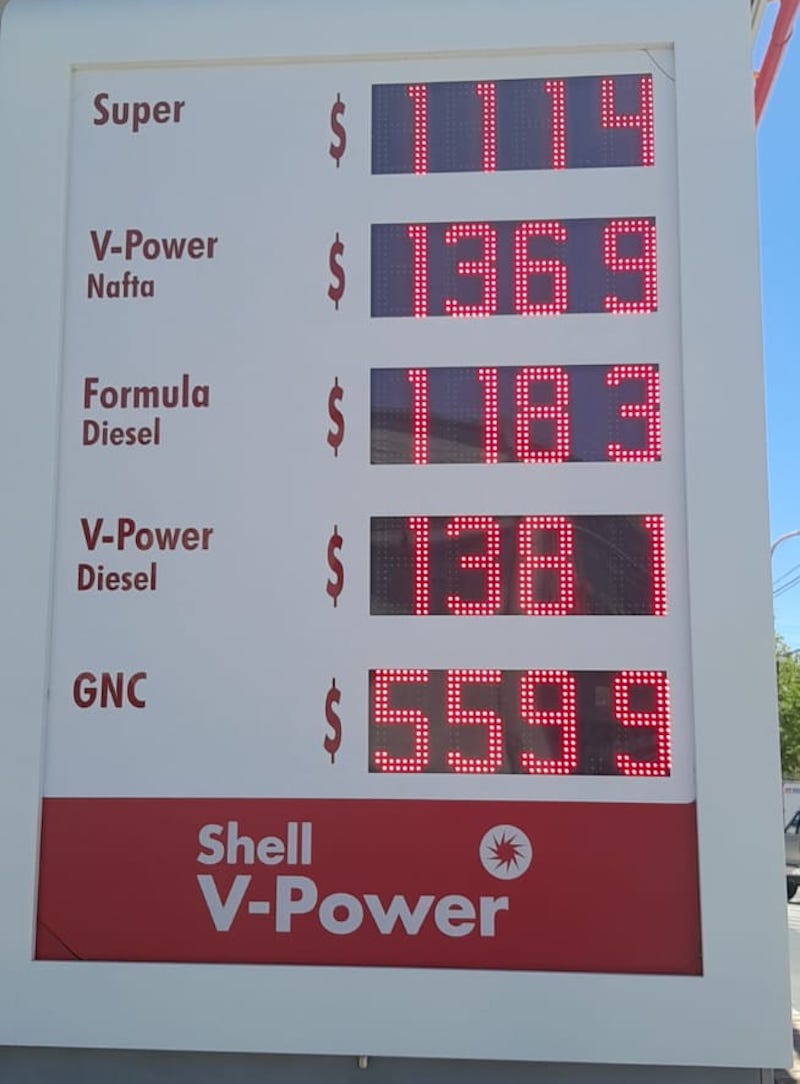 Super $ 1114
V-Power
Nafta $ 1369
Formula
Diesel $ 1183
V-Power
Diesel $ 1381
GNC $ 5599
Shell
V-Power